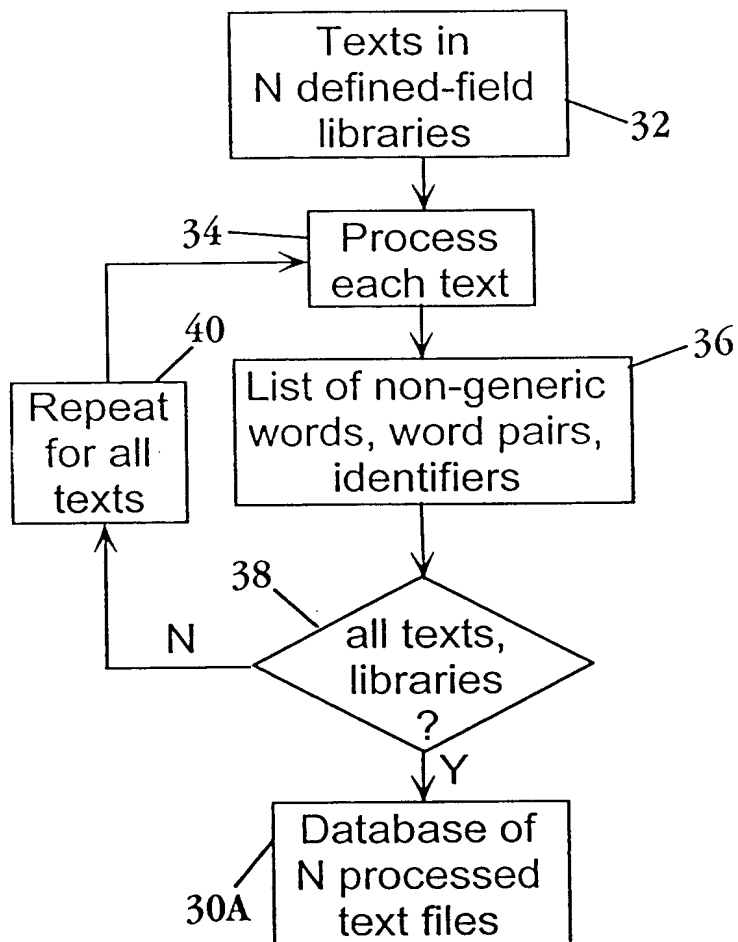 Texts in
N defined-field
libraries
32
34
Process
each text
40
36
Repeat
for all
texts
List of non-generic
words, word pairs,
identifiers
38
N
all texts,
libraries
?
Y
Database of
N processed
text files
30A